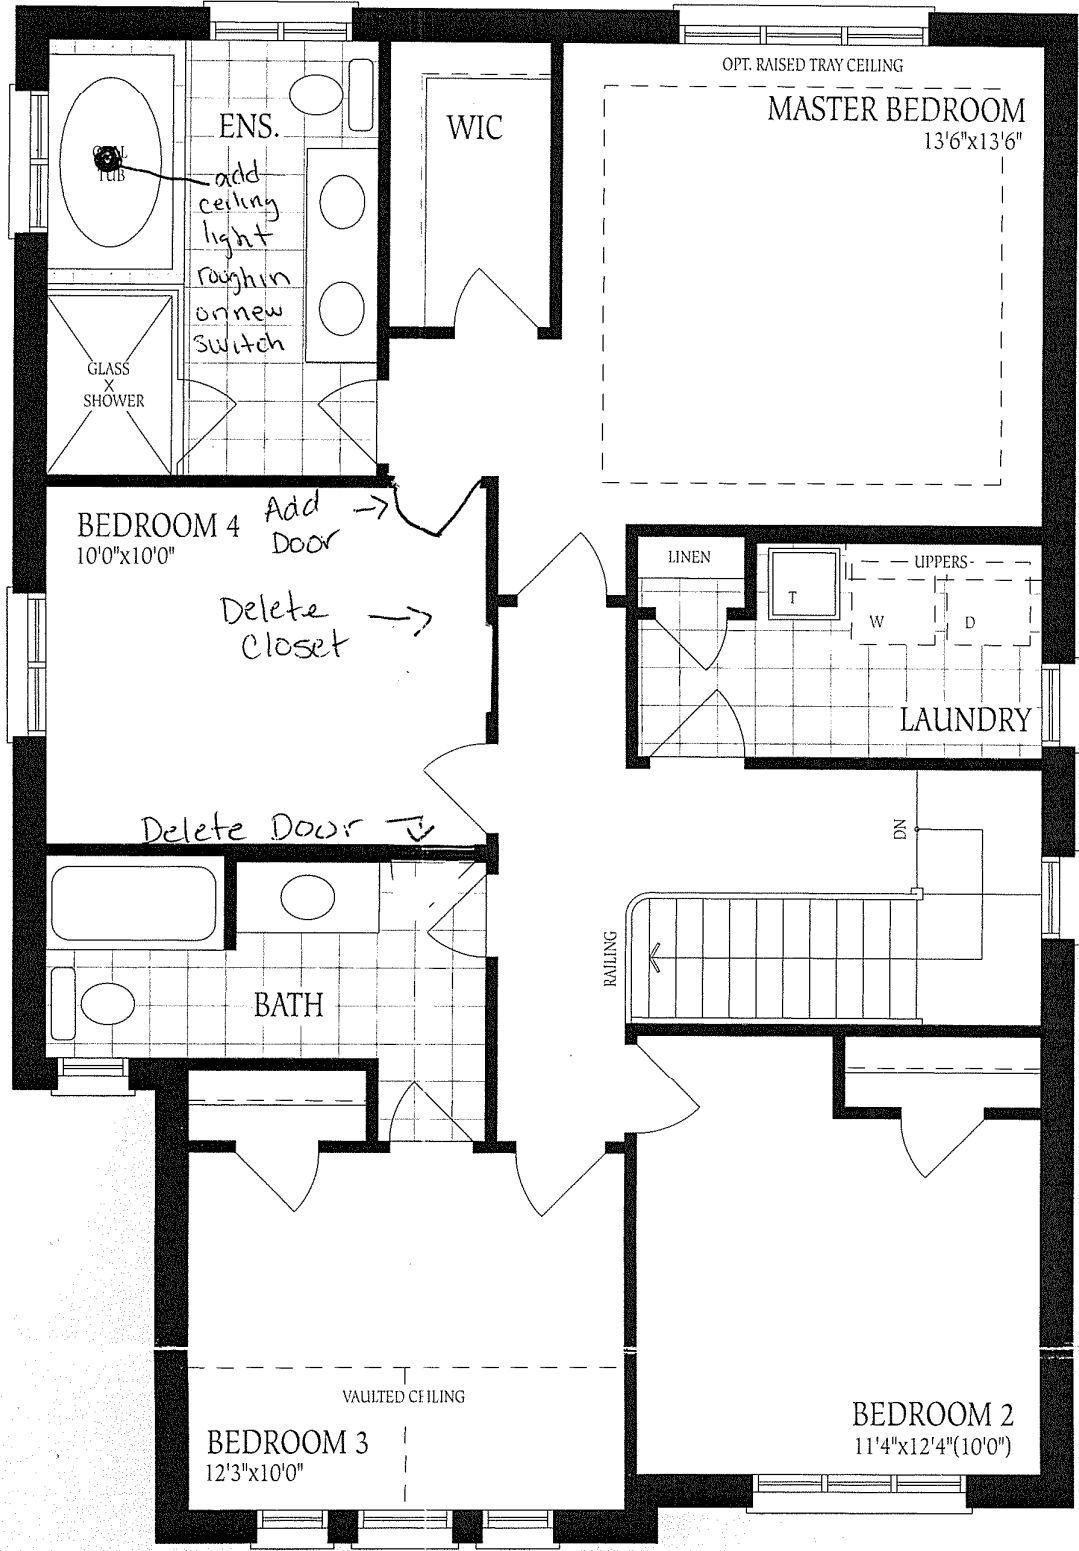 OPT. RAISED TRAY CEILING
MASTER BEDROOM
13'6"x13'6"
ENS.
WIC
OVAL
TUB
add
ceiling
light
roughin
on new
switch
GLASS
X
SHOWER
BEDROOM 4
10'0"x10'0"
Add
Door
Delete
Closet
LINEN
UPPERS
T
W
D
LAUNDRY
Delete Door
DN
RAILING
BATH
VAULTED CEILING
BEDROOM 3
12'3"x10'0"
BEDROOM 2
11'4"x12'4"(10'0")